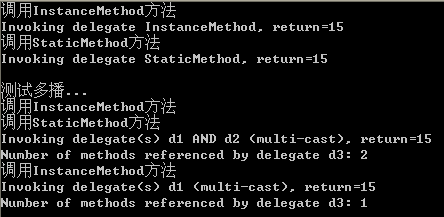 调用InstanceMethod方法
Invoking delegate InstanceMethod, return=15
调用StaticMethod方法
Invoking delegate StaticMethod, return=15
测试多播...
调用InstanceMethod方法
调用StaticMethod方法
Invoking delegate(s) d1 AND d2 (multi-cast), return=15
Number of methods referenced by delegate d3: 2
调用InstanceMethod方法
Invoking delegate(s) d1 (multi-cast), return=15
Number of methods referenced by delegate d3: 1